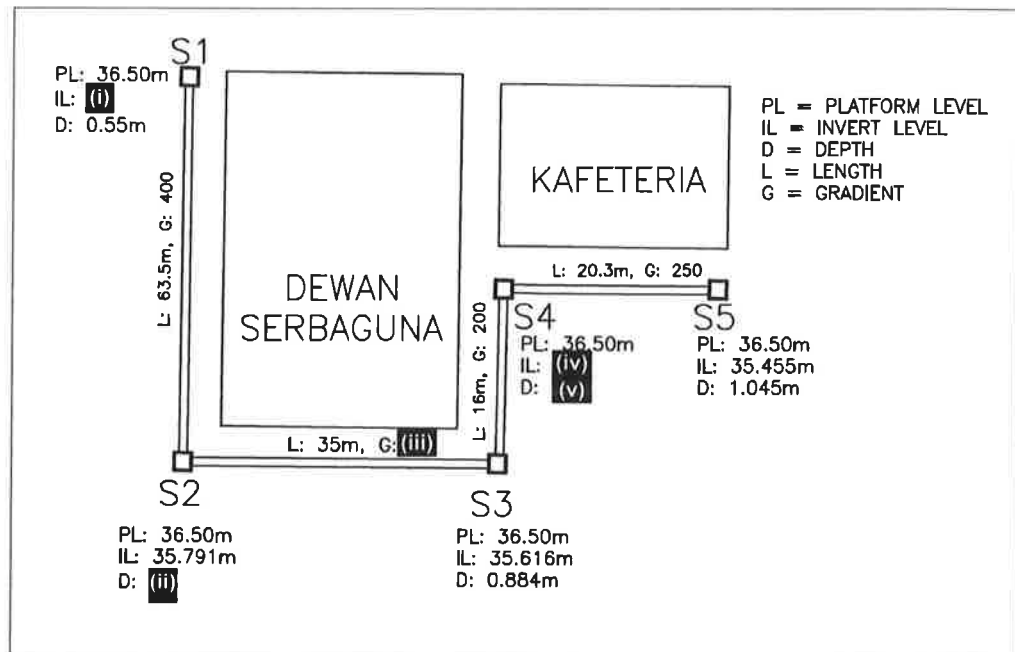 S1
PL: 36.50m
IL: (i)
D: 0.55m
L: 63.5m, G: 400
DEWAN
SERBAGUNA
KAFETERIA
PL = PLATFORM LEVEL
IL = INVERT LEVEL
D = DEPTH
L = LENGTH
G = GRADIENT
L: 20.3m, G: 250
L: 16m, G: 200
S4
PL: 36.50m
IL: (iv)
D: (v)
S5
PL: 36.50m
IL: 35.455m
D: 1.045m
L: 35m, G: (iii)
S2
PL: 36.50m
IL: 35.791m
D: (ii)
S3
PL: 36.50m
IL: 35.616m
D: 0.884m